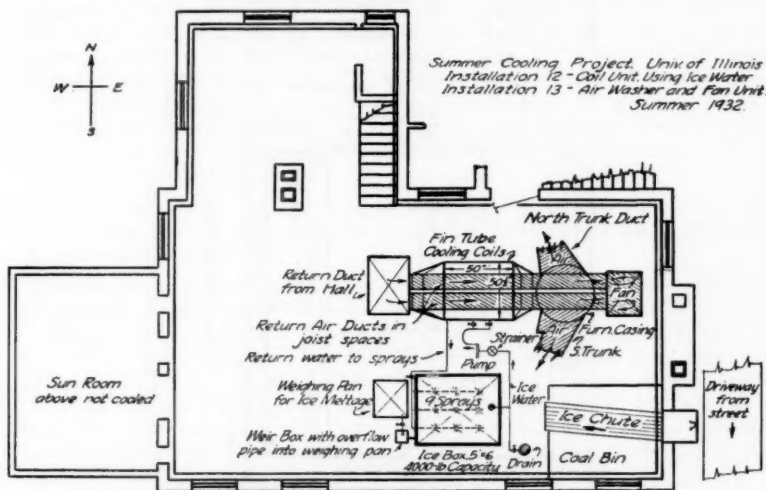 Summer Cooling Project. Univ. of Illinois
Installation 12 - Coil Unit. Using Ice Water
Installation 13 - Air Washer and Fan Unit.
Summer 1932.
N
W E
S
North Trunk Duct
Fin Tube
Cooling Coils
Air
50"
50"
Return Duct
from Hall
Fan
Return Air Ducts in
joist spaces
Air
Furn. Casing
S. Trunk
Strainer
Return water to sprays
Pump
Sun Room
above not cooled
Weighing Pan
for Ice Meltage
9 Sprays
Ice
Water
Driveway
from
street
Ice Chute
Weir Box with overflow
pipe into weighing pan
Ice Box, 5'x6'
4000-lb Capacity
Drain
Coal Bin